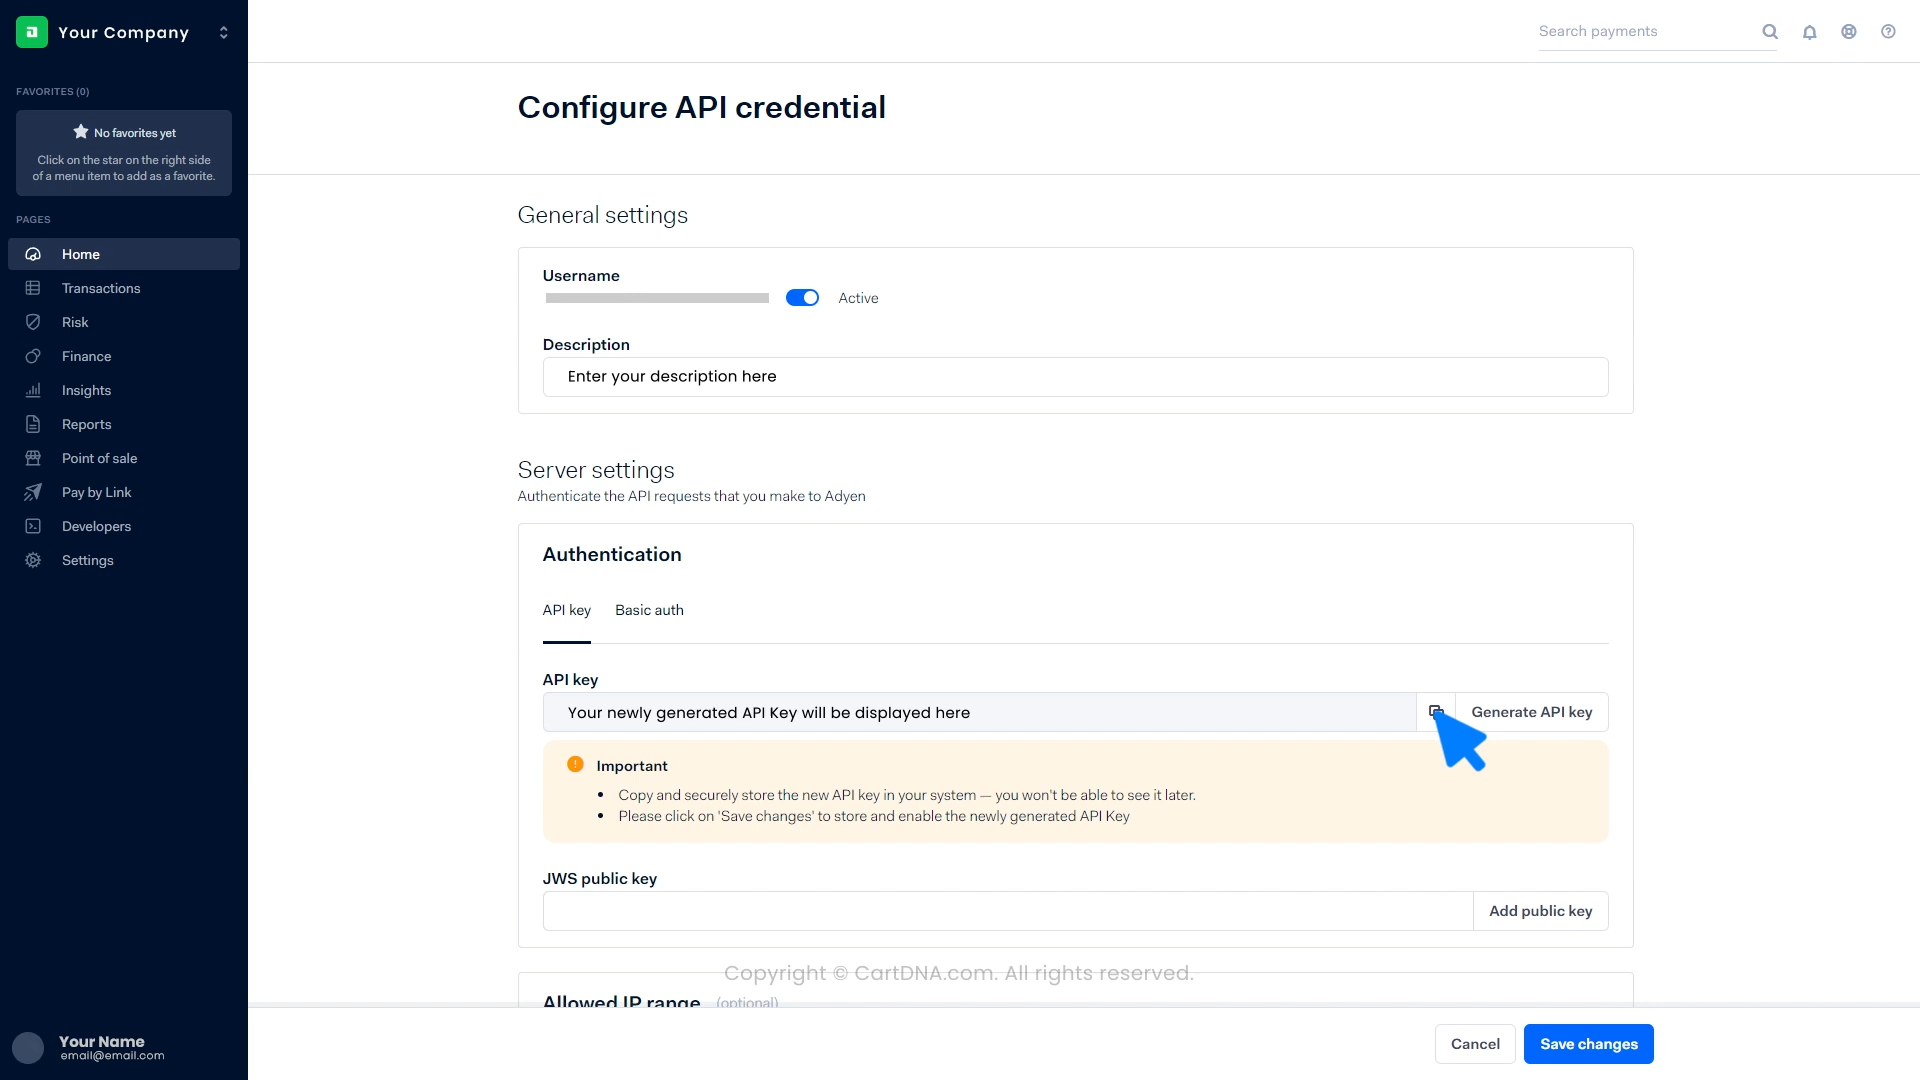 Your Company
Search payments
FAVORITES (0)
No favorites yet
Click on the star on the right side
of a menu item to add as a favorite.
PAGES
Home
Transactions
Risk
Finance
Insights
Reports
Point of sale
Pay by Link
Developers
Settings
Your Name
email@email.com
Configure API credential
General settings
Username
Active
Description
Enter your description here
Server settings
Authenticate the API requests that you make to Adyen
Authentication
API key Basic auth
API key
Your newly generated API Key will be displayed here
Generate API key
Important
Copy and securely store the new API key in your system — you won't be able to see it later.
Please click on 'Save changes' to store and enable the newly generated API Key
JWS public key
Add public key
Copyright © CartDNA.com. All rights reserved.
Allowed IP range (optional)
Cancel
Save changes